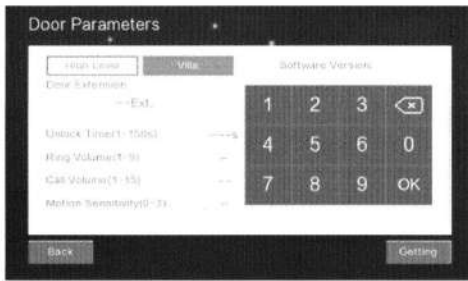 Door Parameters
High Level Villa Software Version:
Door Extension:
--Ext.
Unlock Time(1-150s) ----s
Ring Volume(1-9) --
Call Volume(1-15) --
Motion Sensitivity(0-3) --
1 2 3
4 5 6 0
7 8 9 OK
Back Getting